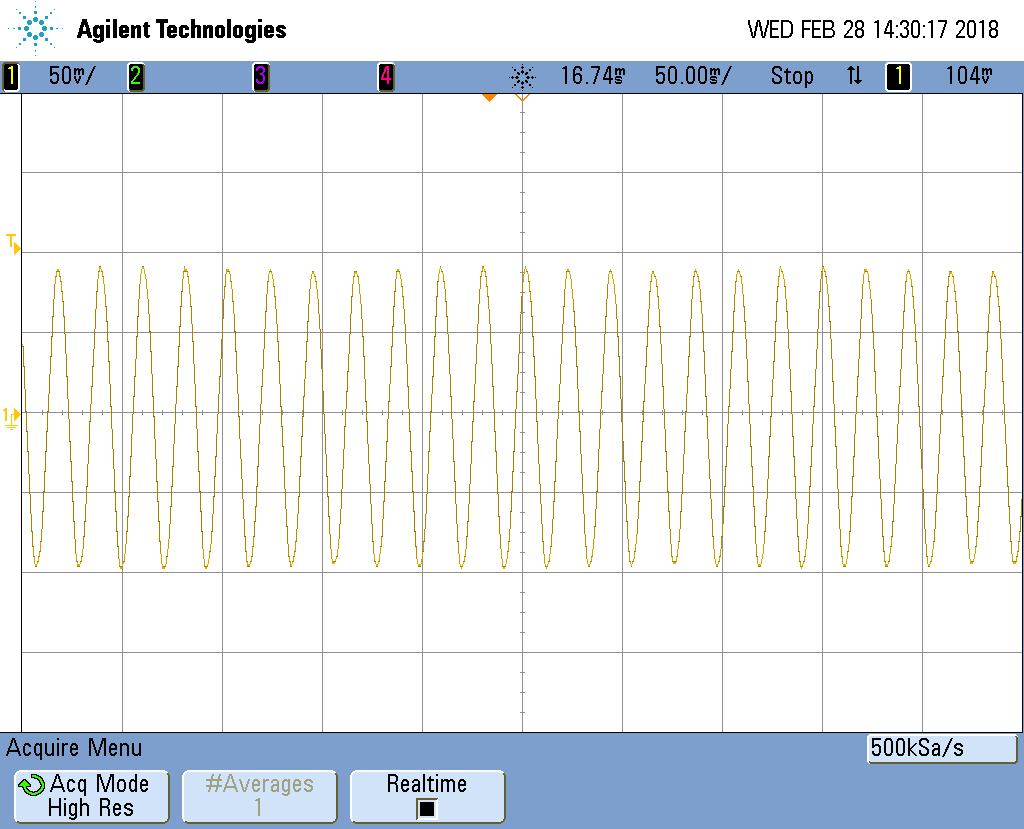 Agilent Technologies WED FEB 28 14:30:17 2018
1 50mV/ 2 3 4 16.74ms 50.00ms/ Stop 1 104mV
T
1
Acquire Menu 500kSa/s
Acq Mode #Averages Realtime
High Res 1